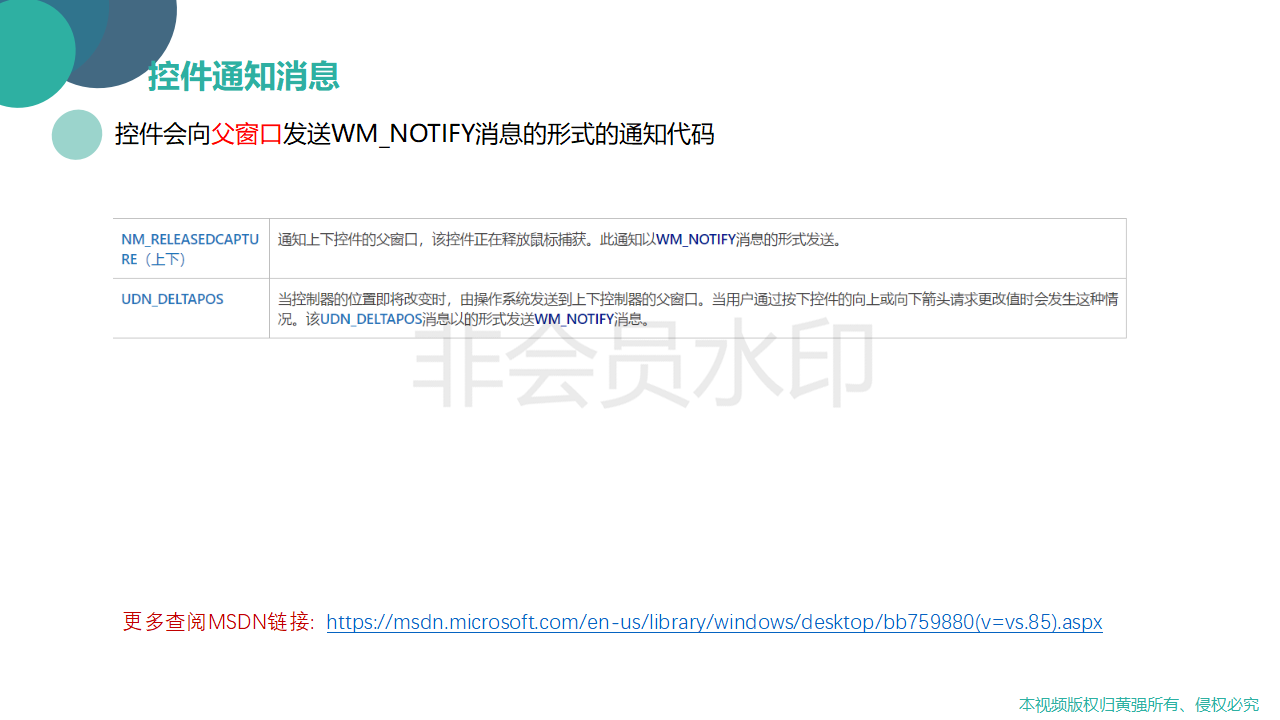 控件通知消息
控件会向父窗口发送WM_NOTIFY消息的形式的通知代码
NM_RELEASEDCAPTU
RE（上下）
通知上下控件的父窗口，该控件正在释放鼠标捕获。此通知以WM_NOTIFY消息的形式发送。
UDN_DELTAPOS
当控制器的位置即将改变时，由操作系统发送到上下控制器的父窗口。当用户通过按下控件的向上或向下箭头请求更改值时会发生这种情
况。该UDN_DELTAPOS消息以的形式发送WM_NOTIFY消息。
非会员水印
更多查阅MSDN链接: https://msdn.microsoft.com/en-us/library/windows/desktop/bb759880(v=vs.85).aspx
本视频版权归黄强所有、侵权必究